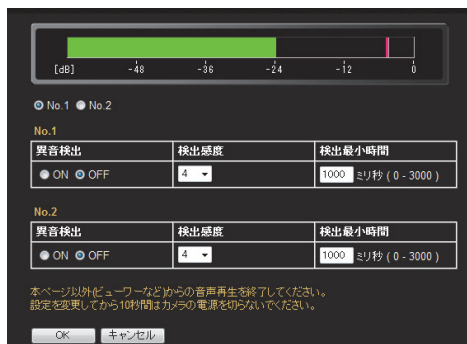 [dB] -48 -36 -24 -12 0
No.1 No.2
No.1
異音検出 検出感度 検出最小時間
ON OFF 4 1000 ミリ秒 ( 0 - 3000 )
No.2
異音検出 検出感度 検出最小時間
ON OFF 4 1000 ミリ秒 ( 0 - 3000 )
本ページ以外(ビューワーなど)からの音声再生を終了してください。
設定を変更してから10秒間はカメラの電源を切らないでください。
OK キャンセル